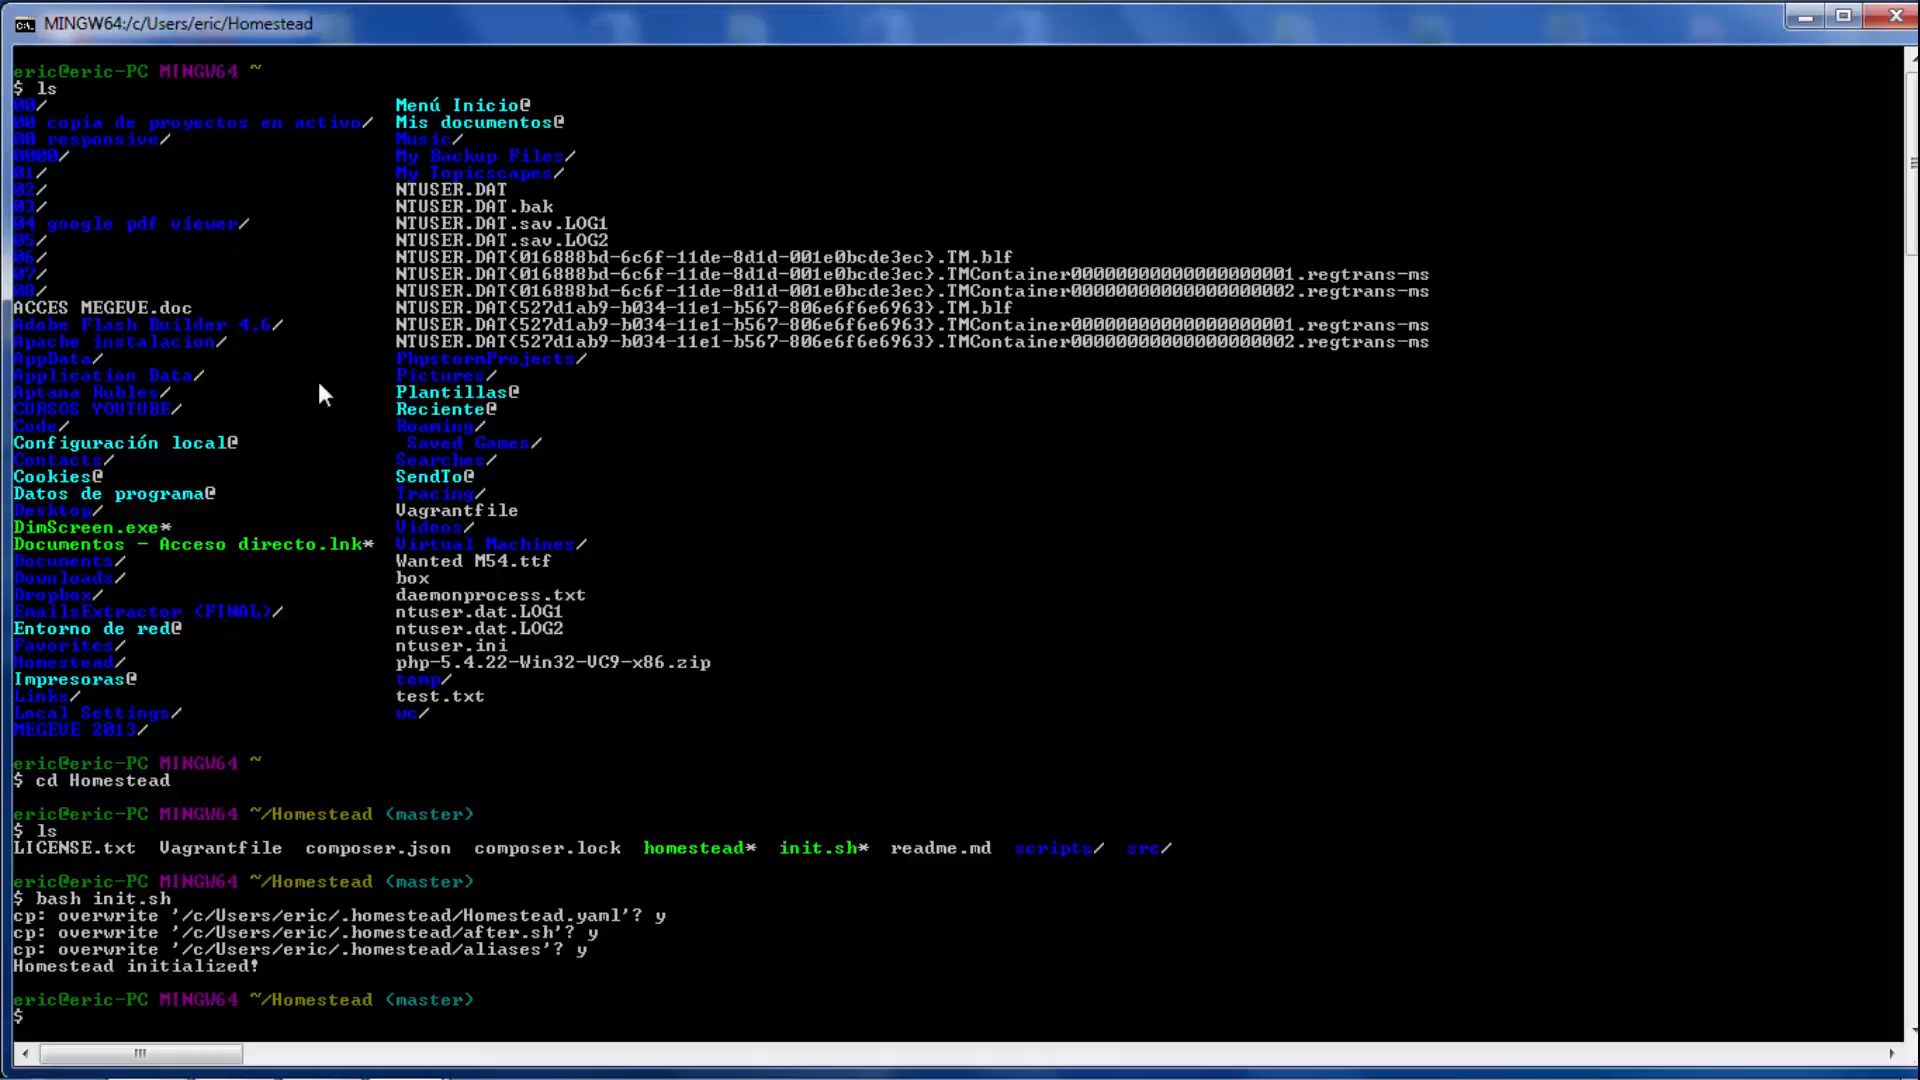 MINGW64:/c/Users/eric/Homestead
eric@eric-PC MINGW64 ~
$ ls
00/ Menú Inicio@
00 copia de proyectos en activo/ Mis documentos@
00 responsive/ Music/
0000/ My Backup Files/
01/ My Topicscapes/
02/ NTUSER.DAT
03/ NTUSER.DAT.bak
04 google pdf viewer/ NTUSER.DAT.sav.LOG1
05/ NTUSER.DAT.sav.LOG2
06/ NTUSER.DAT{016888bd-6c6f-11de-8d1d-001e0bcde3ec}.TM.blf
07/ NTUSER.DAT{016888bd-6c6f-11de-8d1d-001e0bcde3ec}.TMContainer00000000000000000001.regtrans-ms
08/ NTUSER.DAT{016888bd-6c6f-11de-8d1d-001e0bcde3ec}.TMContainer00000000000000000002.regtrans-ms
ACCES MEGEVE.doc NTUSER.DAT{527d1ab9-b034-11e1-b567-806e6f6e6963}.TM.blf
Adobe Flash Builder 4.6/ NTUSER.DAT{527d1ab9-b034-11e1-b567-806e6f6e6963}.TMContainer00000000000000000001.regtrans-ms
Apache instalacion/ NTUSER.DAT{527d1ab9-b034-11e1-b567-806e6f6e6963}.TMContainer00000000000000000002.regtrans-ms
AppData/ PhpstormProjects/
Application Data/ Pictures/
Aptana Rubles/ Plantillas@
CURSOS YOUTUBE/ Reciente@
Code/ Roaming/
Configuración local@ Saved Games/
Contacts/ Searches/
Cookies@ SendTo@
Datos de programa@ Tracing/
Desktop/ Vagrantfile
DimScreen.exe* Videos/
Documentos - Acceso directo.lnk* Virtual Machines/
Documents/ Wanted M54.ttf
Downloads/ box
Dropbox/ daemonprocess.txt
EmailsExtractor (FINAL)/ ntuser.dat.LOG1
Entorno de red@ ntuser.dat.LOG2
Favorites/ ntuser.ini
Homestead/ php-5.4.22-Win32-VC9-x86.zip
Impresoras@ temp/
Links/ test.txt
Local Settings/ wc/
MEGEVE 2013/
eric@eric-PC MINGW64 ~
$ cd Homestead
eric@eric-PC MINGW64 ~/Homestead (master)
$ ls
LICENSE.txt Vagrantfile composer.json composer.lock homestead* init.sh* readme.md scripts/ src/
eric@eric-PC MINGW64 ~/Homestead (master)
$ bash init.sh
cp: overwrite '/c/Users/eric/.homestead/Homestead.yaml'? y
cp: overwrite '/c/Users/eric/.homestead/after.sh'? y
cp: overwrite '/c/Users/eric/.homestead/aliases'? y
Homestead initialized!
eric@eric-PC MINGW64 ~/Homestead (master)
$